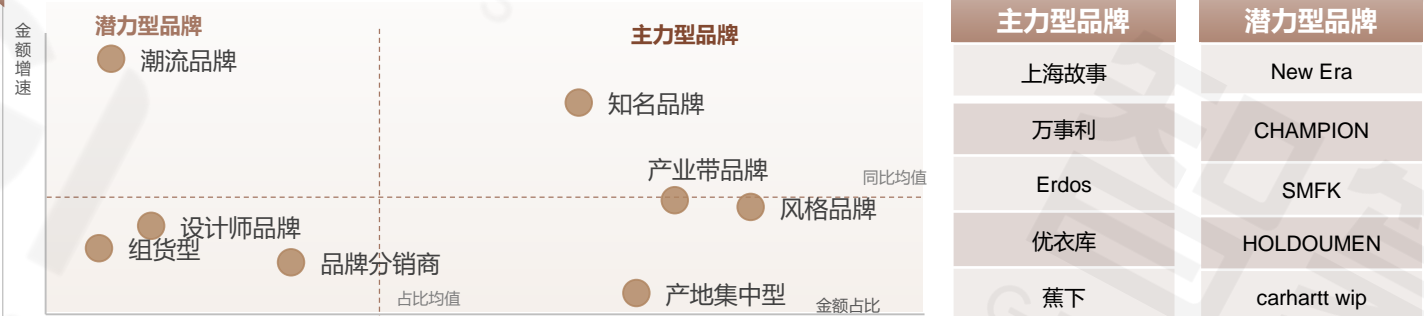 金额增速
潜力型品牌
主力型品牌
潮流品牌
知名品牌
产业带品牌
同比均值
风格品牌
设计师品牌
组货型
品牌分销商
产地集中型
占比均值
金额占比
主力型品牌
潜力型品牌
上海故事
New Era
万事利
CHAMPION
Erdos
SMFK
优衣库
HOLDOUMEN
蕉下
carhartt wip